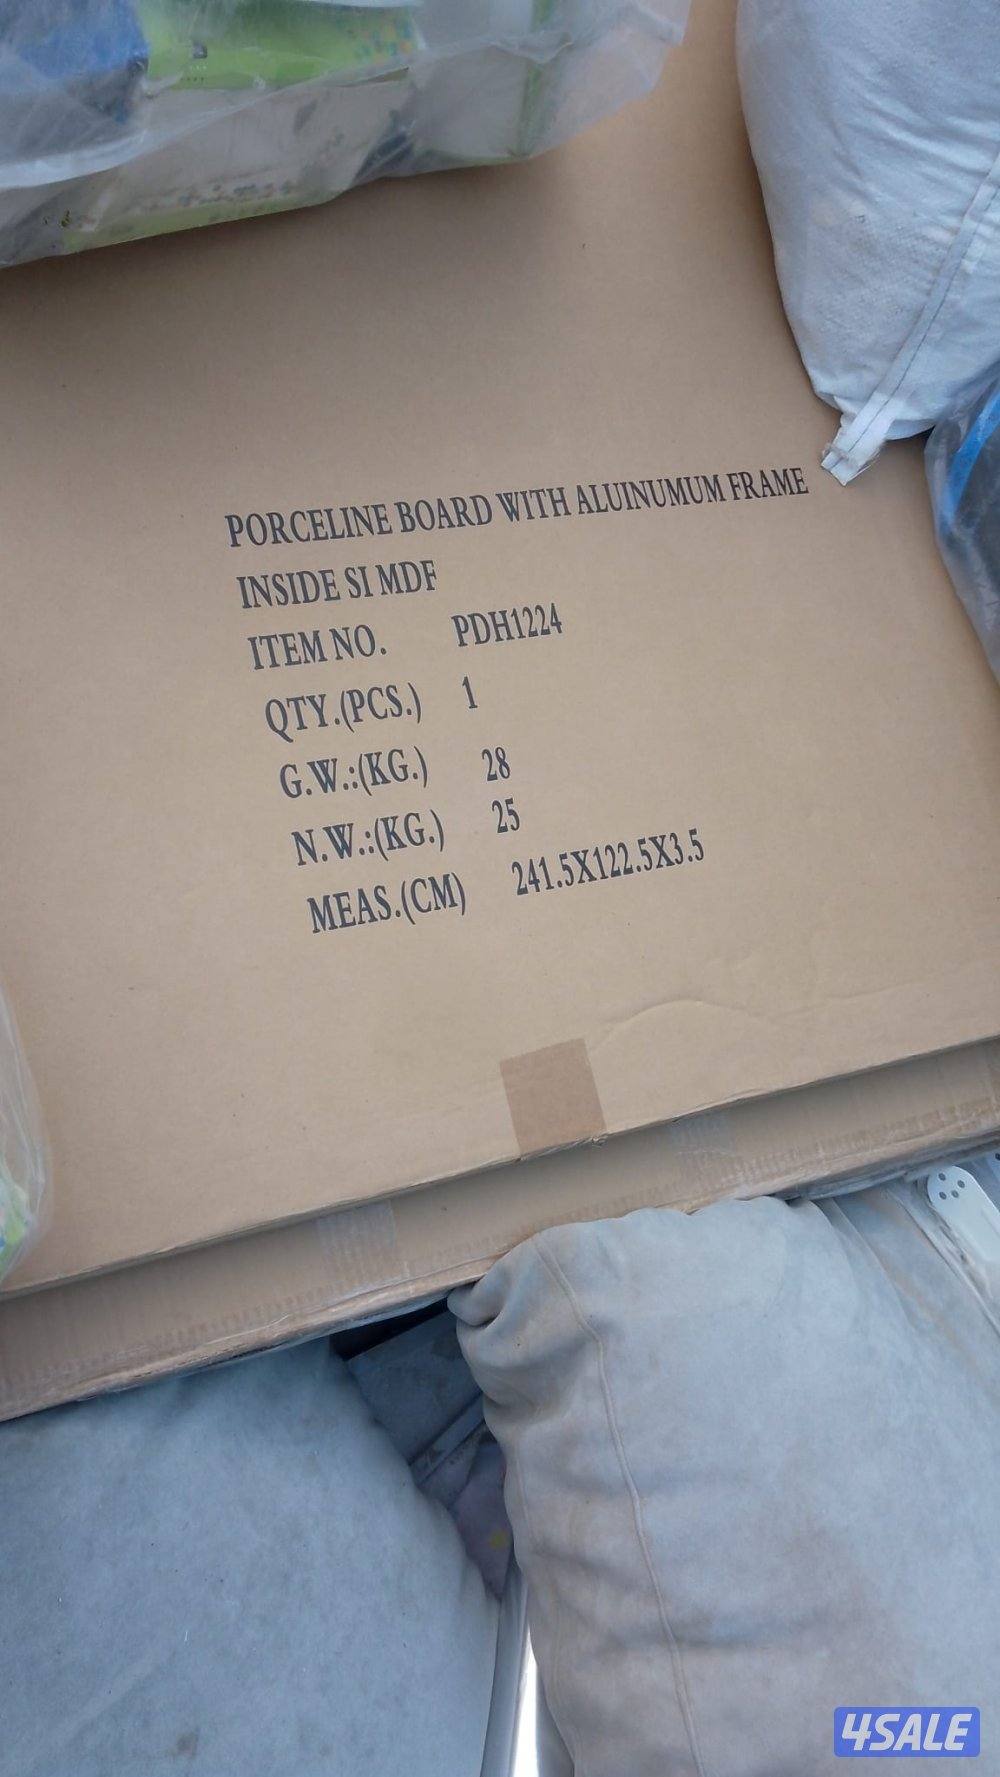 PORCELINE BOARD WITH ALUINUMUM FRAME
INSIDE SI MDF
ITEM NO. PDH1224
QTY.(PCS.) 1
G.W.:(KG.) 28
N.W.:(KG.) 25
MEAS.(CM) 241.5X122.5X3.5
4SALE